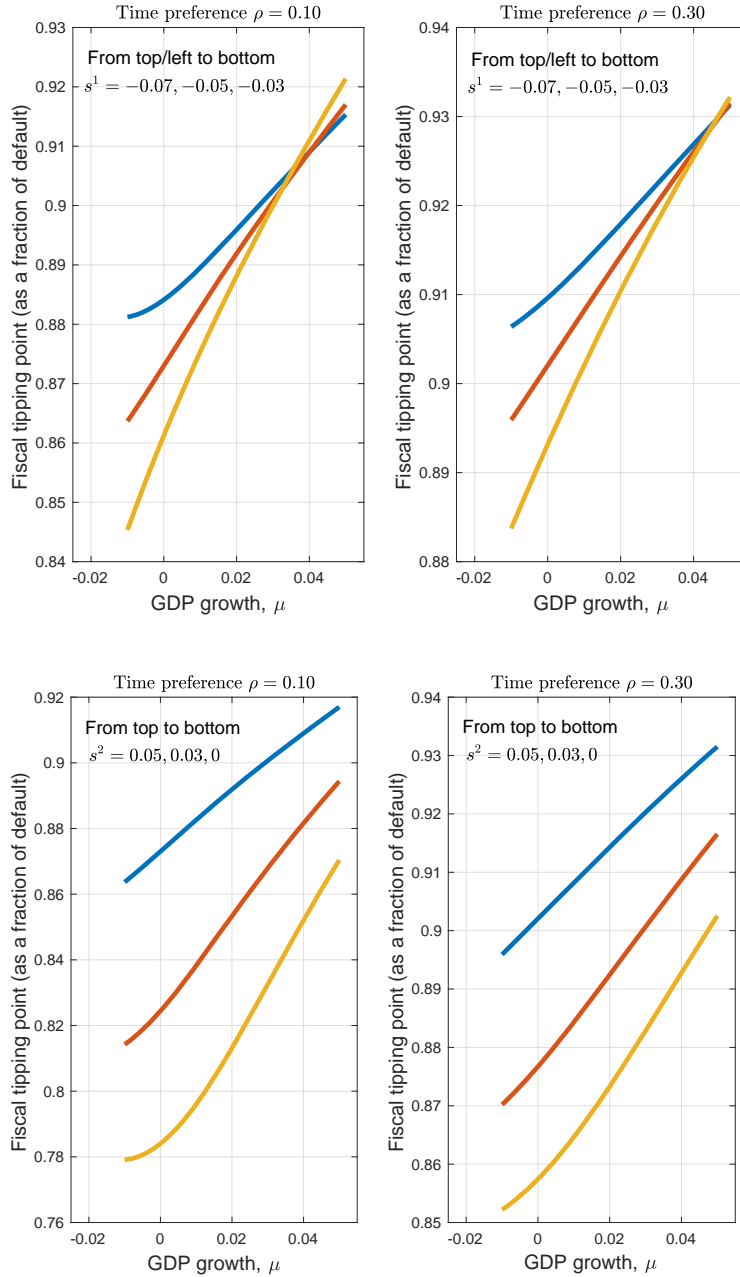 Time preference ρ = 0.10
From top/left to bottom
s¹ = −0.07, −0.05, −0.03
Fiscal tipping point (as a fraction of default)
0.93
0.92
0.91
0.9
0.89
0.88
0.87
0.86
0.85
0.84
-0.02
0
0.02
0.04
GDP growth, μ
Time preference ρ = 0.30
From top/left to bottom
s¹ = −0.07, −0.05, −0.03
Fiscal tipping point (as a fraction of default)
0.94
0.93
0.92
0.91
0.9
0.89
0.88
-0.02
0
0.02
0.04
GDP growth, μ
Time preference ρ = 0.10
From top to bottom
s² = 0.05, 0.03, 0
Fiscal tipping point (as a fraction of default)
0.92
0.9
0.88
0.86
0.84
0.82
0.8
0.78
0.76
-0.02
0
0.02
0.04
GDP growth, μ
Time preference ρ = 0.30
From top to bottom
s² = 0.05, 0.03, 0
Fiscal tipping point (as a fraction of default)
0.94
0.93
0.92
0.91
0.9
0.89
0.88
0.87
0.86
0.85
-0.02
0
0.02
0.04
GDP growth, μ